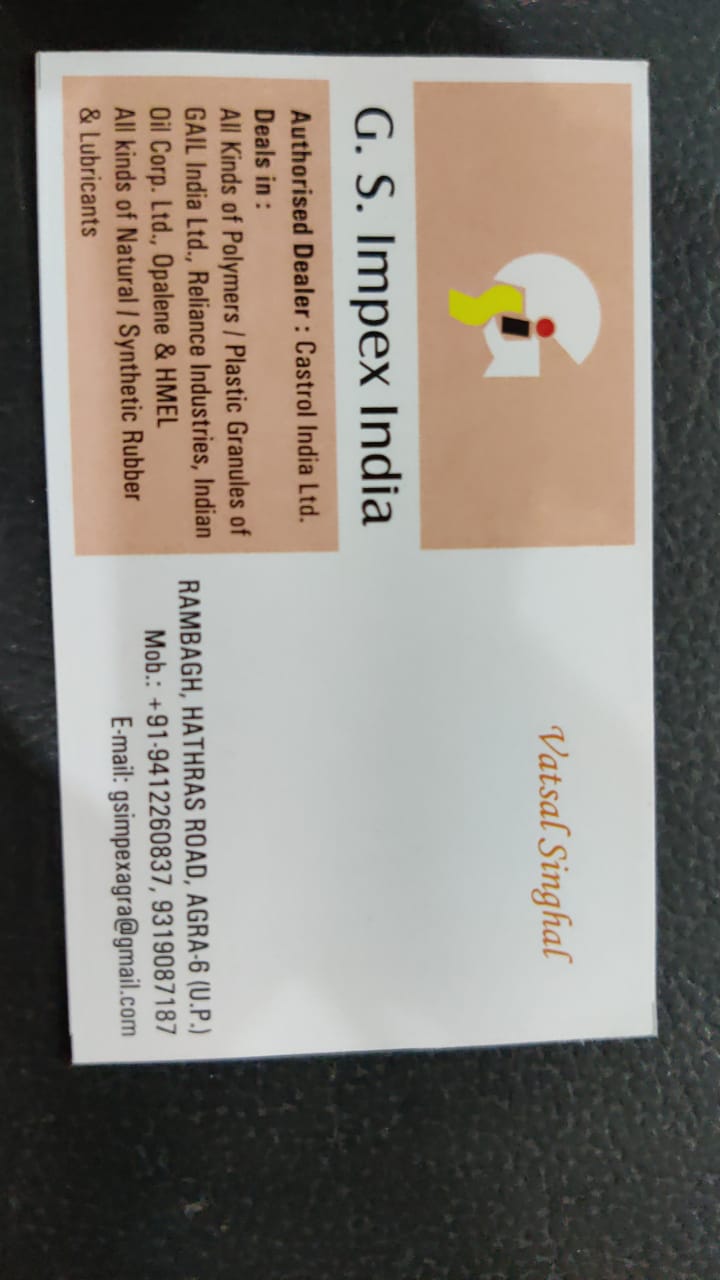 G. S. Impex India
Authorised Dealer : Castrol India Ltd.
Deals in :
All Kinds of Polymers / Plastic Granules of
GAIL India Ltd., Reliance Industries, Indian
Oil Corp. Ltd., Opalene & HMEL
All kinds of Natural / Synthetic Rubber
& Lubricants
Vatsal Singhal
RAMBAGH, HATHRAS ROAD, AGRA-6 (U.P.)
Mob.: +91-9412260837, 9319087187
E-mail: gsimpexagra@gmail.com